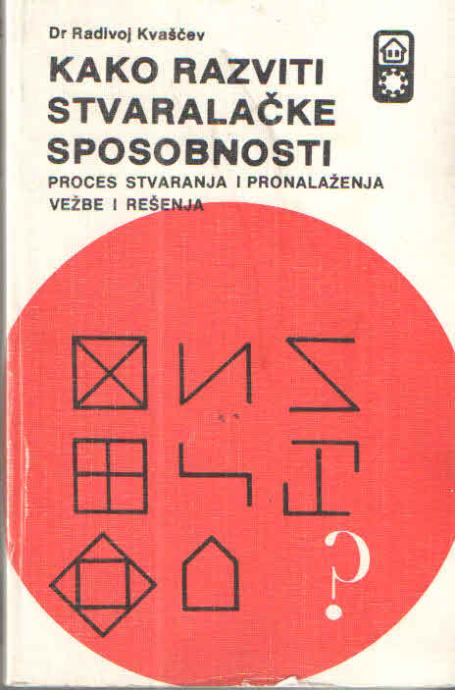 Dr Radivoj Kvaščev
KAKO RAZVITI
STVARALAČKE
SPOSOBNOSTI
PROCES STVARANJA I PRONALAŽENJA
VEŽBE I REŠENJA
?